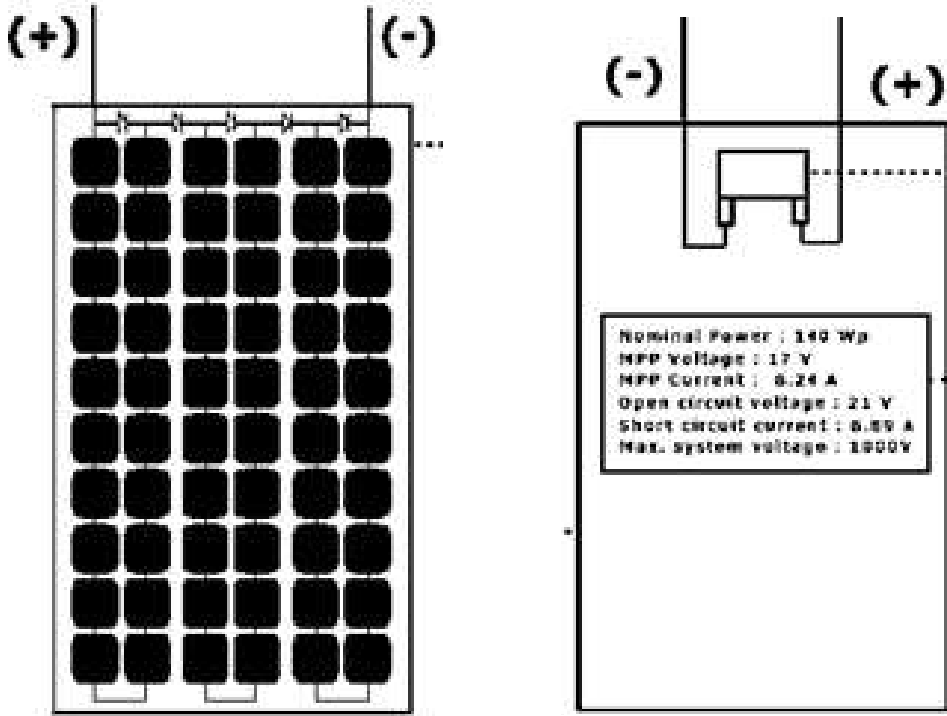 (+)
(-)
(-)
(+)
Nominal Power : 140 Wp
MPP Voltage : 17 V
MPP Current : 8.24 A
Open circuit voltage : 21 V
Short circuit current : 8.89 A
Max. System voltage : 1000V